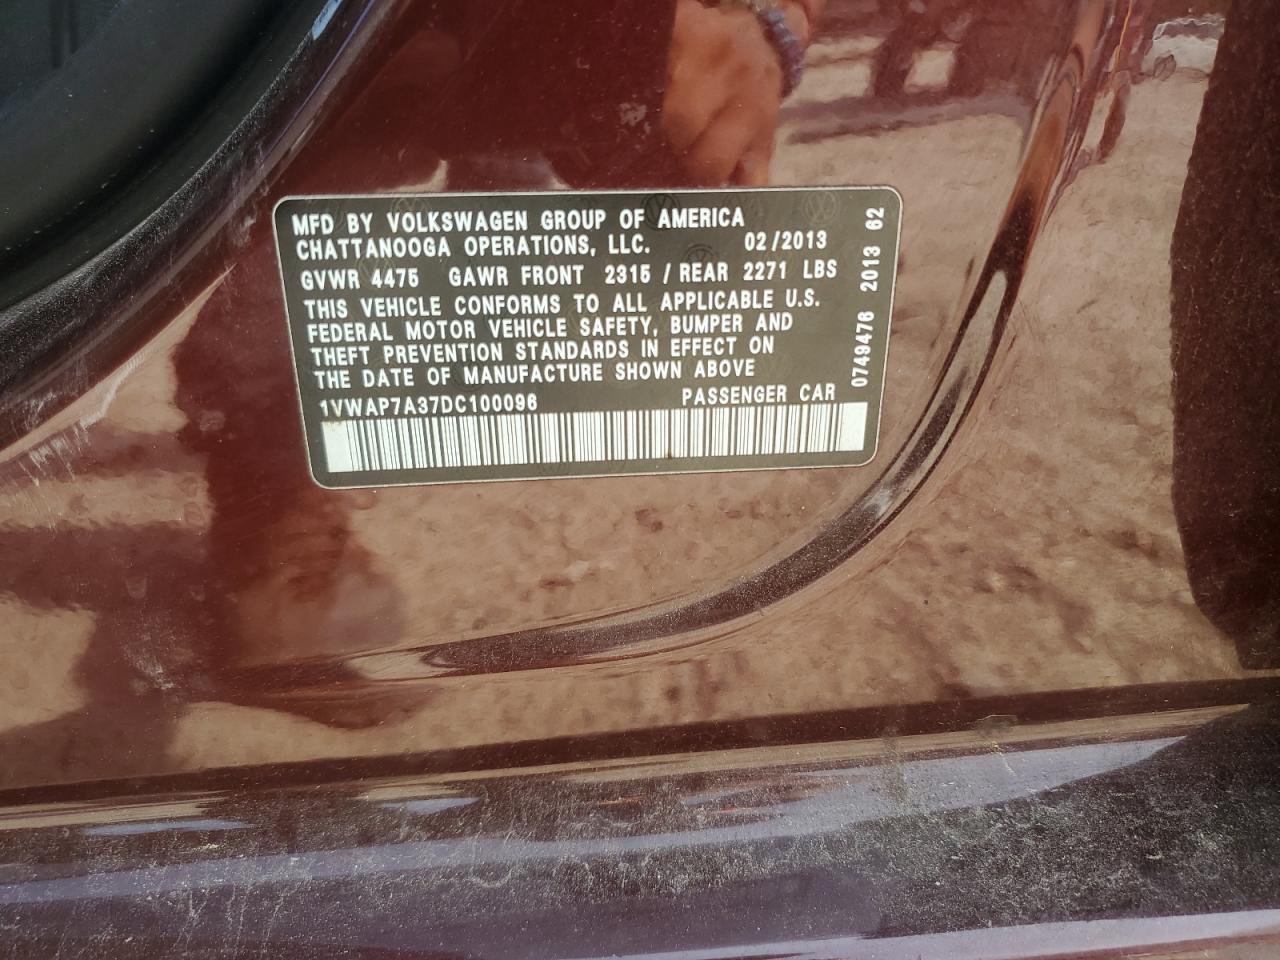 MFD BY VOLKSWAGEN GROUP OF AMERICA
CHATTANOOGA OPERATIONS, LLC. 02/2013
GVWR 4475 GAWR FRONT 2315 / REAR 2271 LBS
THIS VEHICLE CONFORMS TO ALL APPLICABLE U.S.
FEDERAL MOTOR VEHICLE SAFETY, BUMPER AND
THEFT PREVENTION STANDARDS IN EFFECT ON
THE DATE OF MANUFACTURE SHOWN ABOVE
1VWAP7A37DC100096 PASSENGER CAR
0749476 2013 62